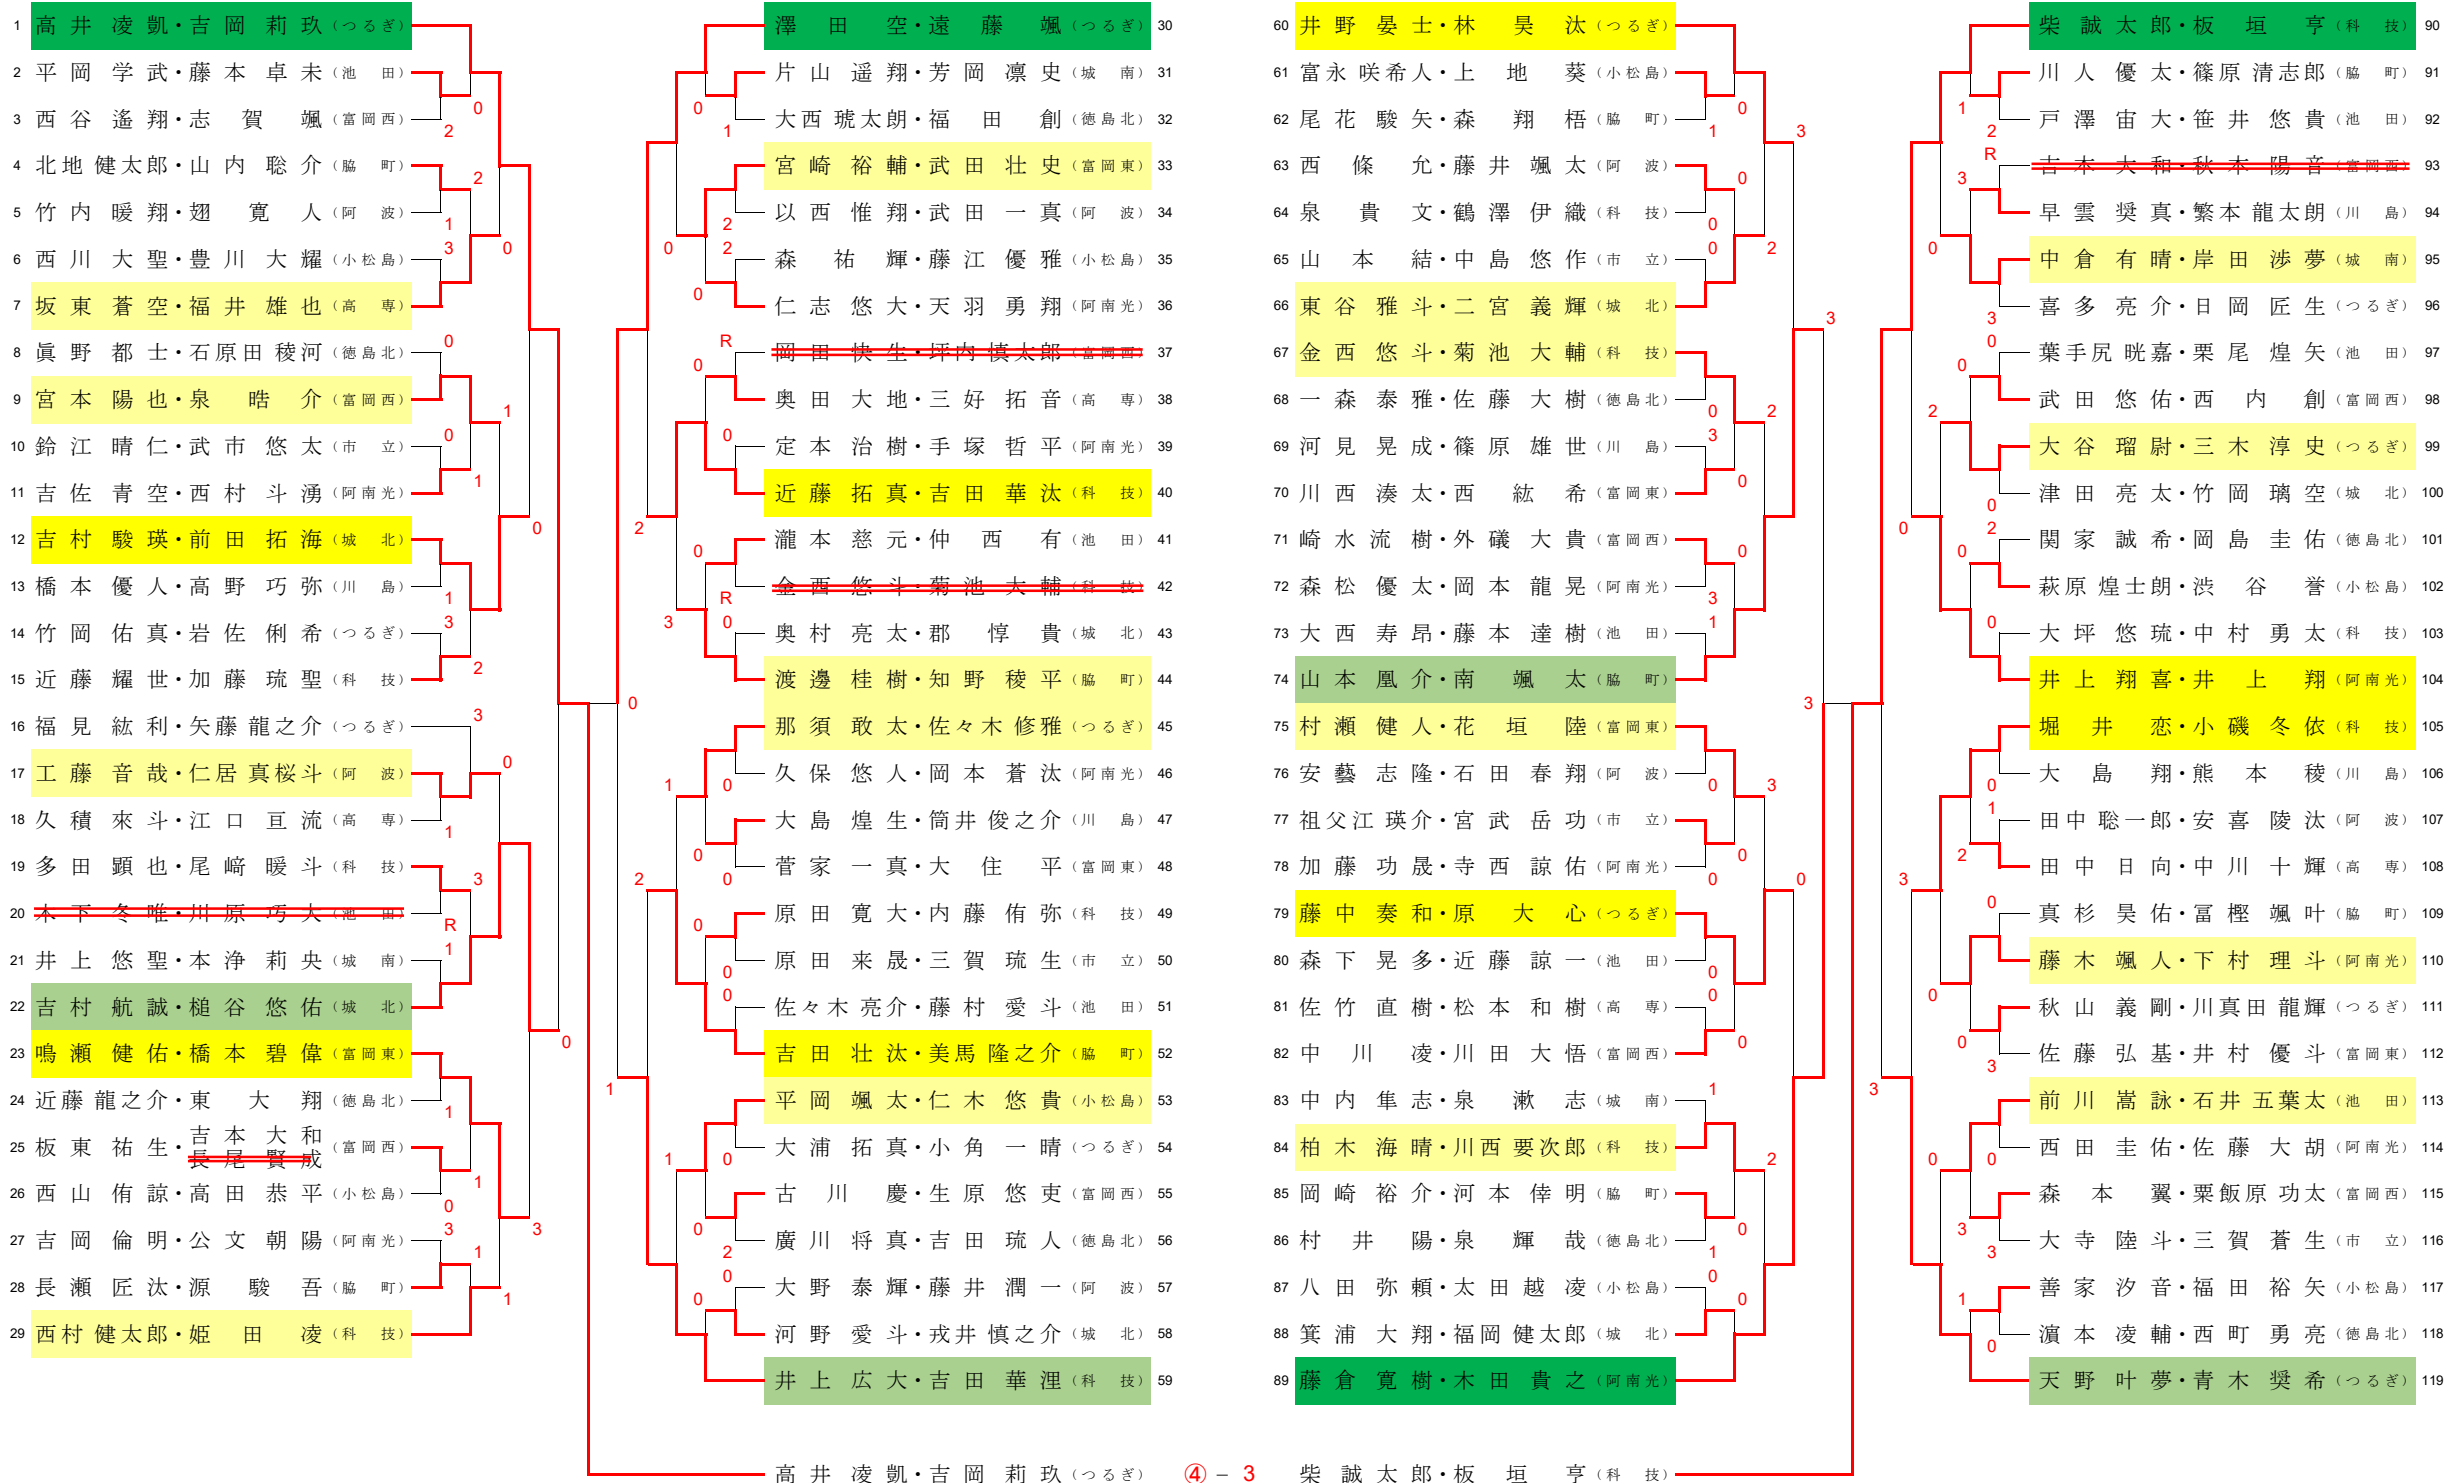 1 高井凌凱・吉岡莉玖（つるぎ）
2 平岡学武・藤本卓未（池田）
3 西谷遙翔・志賀颯（富岡西）
4 北地健太郎・山内聡介（脇町）
5 竹内暖翔・翅寛人（阿波）
6 西川大聖・豊川大耀（小松島）
7 坂東蒼空・福井雄也（高専）
8 眞野都士・石原田稜河（徳島北）
9 宮本陽也・泉晧介（富岡西）
10 鈴江晴仁・武市悠太（市立）
11 吉佐青空・西村斗湧（阿南光）
12 吉村駿瑛・前田拓海（城北）
13 橋本優人・高野巧弥（川島）
14 竹岡佑真・岩佐俐希（つるぎ）
15 近藤耀世・加藤琉聖（科技）
16 福見紘利・矢藤龍之介（つるぎ）
17 工藤音哉・仁居真桜斗（阿波）
18 久積來斗・江口亘流（高専）
19 多田顕也・尾﨑暖斗（科技）
20 木下冬唯・川原巧大（池田）
21 井上悠聖・本浄莉央（城南）
22 吉村航誠・槌谷悠佑（城北）
23 鳴瀬健佑・橋本碧偉（富岡東）
24 近藤龍之介・東大翔（徳島北）
25 板東祐生・吉本大和（富岡西）
長尾賢成
26 西山侑諒・高田恭平（小松島）
27 吉岡倫明・公文朝陽（阿南光）
28 長瀬匠汰・源駿吾（脇町）
29 西村健太郎・姫田凌（科技）
澤田空・遠藤颯（つるぎ） 30
片山遥翔・芳岡凛史（城南） 31
大西琥太朗・福田創（徳島北） 32
宮崎裕輔・武田壮史（富岡東） 33
以西惟翔・武田一真（阿波） 34
森祐輝・藤江優雅（小松島） 35
仁志悠大・天羽勇翔（阿南光） 36
岡田快生・坪内慎太郎（富岡西） 37
奥田大地・三好拓音（高専） 38
定本治樹・手塚哲平（阿南光） 39
近藤拓真・吉田華汰（科技） 40
瀧本慈元・仲西有（池田） 41
金西悠斗・菊池大輔（科技） 42
奥村亮太・郡惇貴（城北） 43
渡邊桂樹・知野稜平（脇町） 44
那須敢太・佐々木修雅（つるぎ） 45
久保悠人・岡本蒼汰（阿南光） 46
大島煌生・筒井俊之介（川島） 47
菅家一真・大住平（富岡東） 48
原田寛大・内藤侑弥（科技） 49
原田来晟・三賀琉生（市立） 50
佐々木亮介・藤村愛斗（池田） 51
吉田壮汰・美馬隆之介（脇町） 52
平岡颯太・仁木悠貴（小松島） 53
大浦拓真・小角一晴（つるぎ） 54
古川慶・生原悠吏（富岡西） 55
廣川将真・吉田琉人（徳島北） 56
大野泰輝・藤井潤一（阿波） 57
河野愛斗・戎井慎之介（城北） 58
井上広大・吉田華浬（科技） 59
60 井野晏士・林昊汰（つるぎ）
61 富永咲希人・上地葵（小松島）
62 尾花駿矢・森翔梧（脇町）
63 西條允・藤井颯太（阿波）
64 泉貴文・鶴澤伊織（科技）
65 山本結・中島悠作（市立）
66 東谷雅斗・二宮義輝（城北）
67 金西悠斗・菊池大輔（科技）
68 一森泰雅・佐藤大樹（徳島北）
69 河見晃成・篠原雄世（川島）
70 川西湊太・西紘希（富岡東）
71 崎水流樹・外礒大貴（富岡西）
72 森松優太・岡本龍晃（阿南光）
73 大西寿昂・藤本達樹（池田）
74 山本凰介・南颯太（脇町）
75 村瀬健人・花垣陸（富岡東）
76 安藝志隆・石田春翔（阿波）
77 祖父江瑛介・宮武岳功（市立）
78 加藤功晟・寺西諒佑（阿南光）
79 藤中奏和・原大心（つるぎ）
80 森下晃多・近藤諒一（池田）
81 佐竹直樹・松本和樹（高専）
82 中川凌・川田大悟（富岡西）
83 中内隼志・泉漱志（城南）
84 柏木海晴・川西要次郎（科技）
85 岡崎裕介・河本倖明（脇町）
86 村井陽・泉輝哉（徳島北）
87 八田弥頼・太田越凌（小松島）
88 箕浦大翔・福岡健太郎（城北）
89 藤倉寛樹・木田貴之（阿南光）
柴誠太郎・板垣亨（科技） 90
川人優太・篠原清志郎（脇町） 91
戸澤宙大・笹井悠貴（池田） 92
吉本大和・秋本陽音（富岡西） 93
早雲奨真・繁本龍太朗（川島） 94
中倉有晴・岸田渉夢（城南） 95
喜多亮介・日岡匠生（つるぎ） 96
葉手尻晄嘉・栗尾煌矢（池田） 97
武田悠佑・西内創（富岡西） 98
大谷瑠尉・三木淳史（つるぎ） 99
津田亮太・竹岡璃空（城北） 100
関家誠希・岡島圭佑（徳島北） 101
萩原煌士朗・渋谷誉（小松島） 102
大坪悠琉・中村勇太（科技） 103
井上翔喜・井上翔（阿南光） 104
堀井恋・小磯冬依（科技） 105
大島翔・熊本稜（川島） 106
田中聡一郎・安喜陵汰（阿波） 107
田中日向・中川十輝（高専） 108
真杉昊佑・冨樫颯叶（脇町） 109
藤木颯人・下村理斗（阿南光） 110
秋山義剛・川真田龍輝（つるぎ） 111
佐藤弘基・井村優斗（富岡東） 112
前川嵩詠・石井五葉太（池田） 113
西田圭佑・佐藤大胡（阿南光） 114
森本翼・粟飯原功太（富岡西） 115
大寺陸斗・三賀蒼生（市立） 116
善家汐音・福田裕矢（小松島） 117
濵本凌輔・西町勇亮（徳島北） 118
天野叶夢・青木奨希（つるぎ） 119
高井凌凱・吉岡莉玖（つるぎ） ④－3 柴誠太郎・板垣亨（科技）